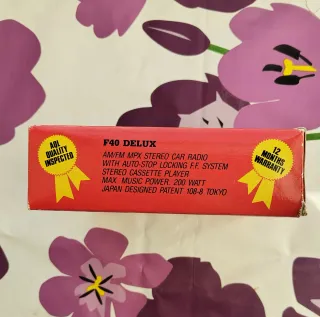 AUL
QUALITY
INSPECTED
F40 DELUX
AM/FM MPX STEREO CAR RADIO
WITH AUTO-STOP LOCKING F.F. SYSTEM
STEREO CASSETTE PLAYER
MAX. MUSIC POWER. 200 WATT
JAPAN DESIGNED PATENT 108-8 TOKYO
12
MONTHS
WARRANTY